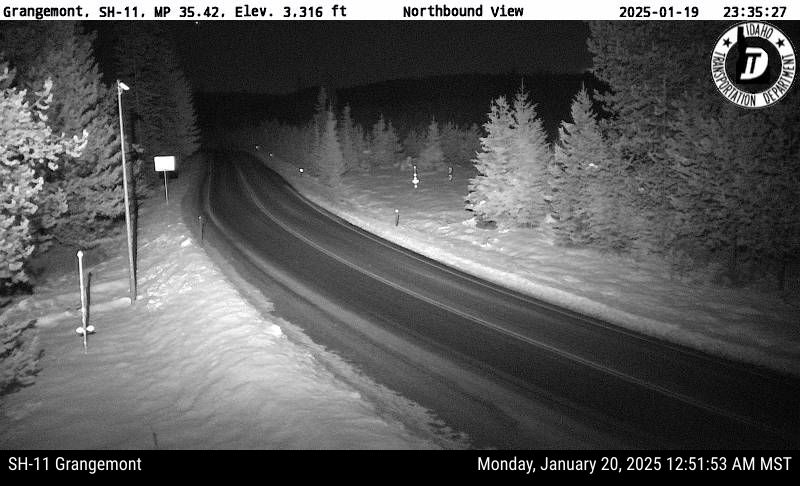 Grangemont, SH-11, MP 35.42, Elev. 3,316 ft Northbound View 2025-01-19 23:35:27
IDAHO
TRANSPORTATION DEPARTMENT
SH-11 Grangemont Monday, January 20, 2025 12:51:53 AM MST